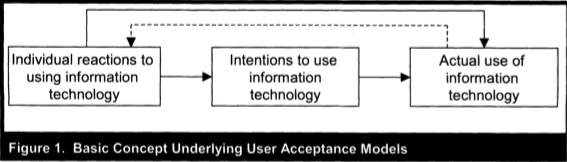 Individual reactions to
using information
technology
Intentions to use
information
technology
Actual use of
information
technology
Figure 1. Basic Concept Underlying User Acceptance Models